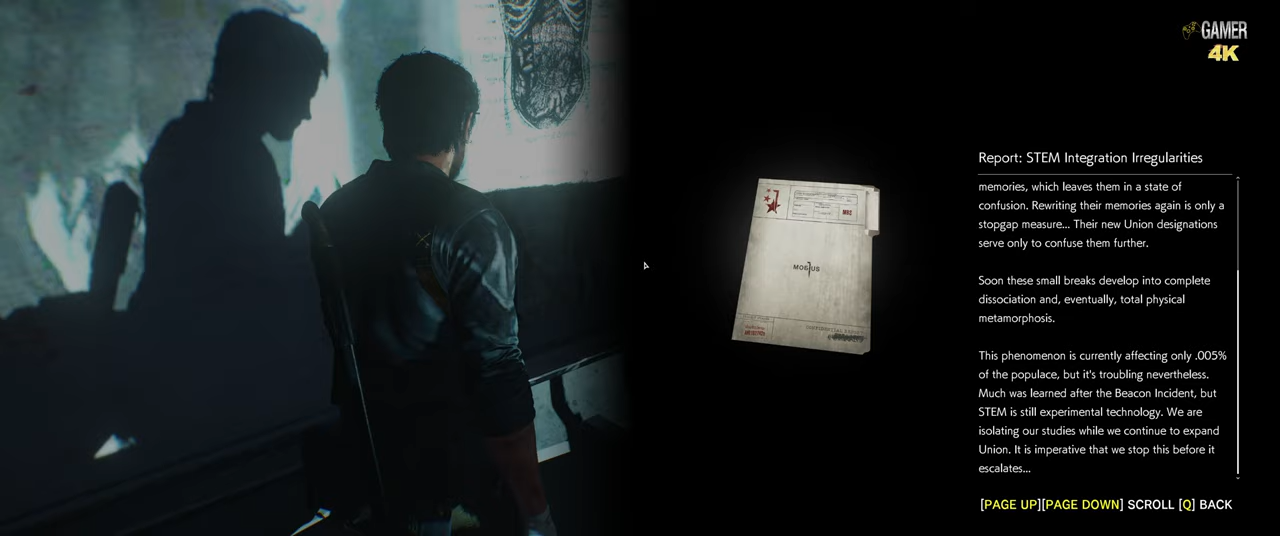 GAMER
4K
Report: STEM Integration Irregularities
memories, which leaves them in a state of
confusion. Rewriting their memories again is only a
stopgap measure... Their new Union designations
serve only to confuse them further.
Soon these small breaks develop into complete
dissociation and, eventually, total physical
metamorphosis.
This phenomenon is currently affecting only .005%
of the populace, but it's troubling nevertheless.
Much was learned after the Beacon Incident, but
STEM is still experimental technology. We are
isolating our studies while we continue to expand
Union. It is imperative that we stop this before it
escalates...
MRS
MOBIUS
[PAGE UP][PAGE DOWN] SCROLL [Q] BACK